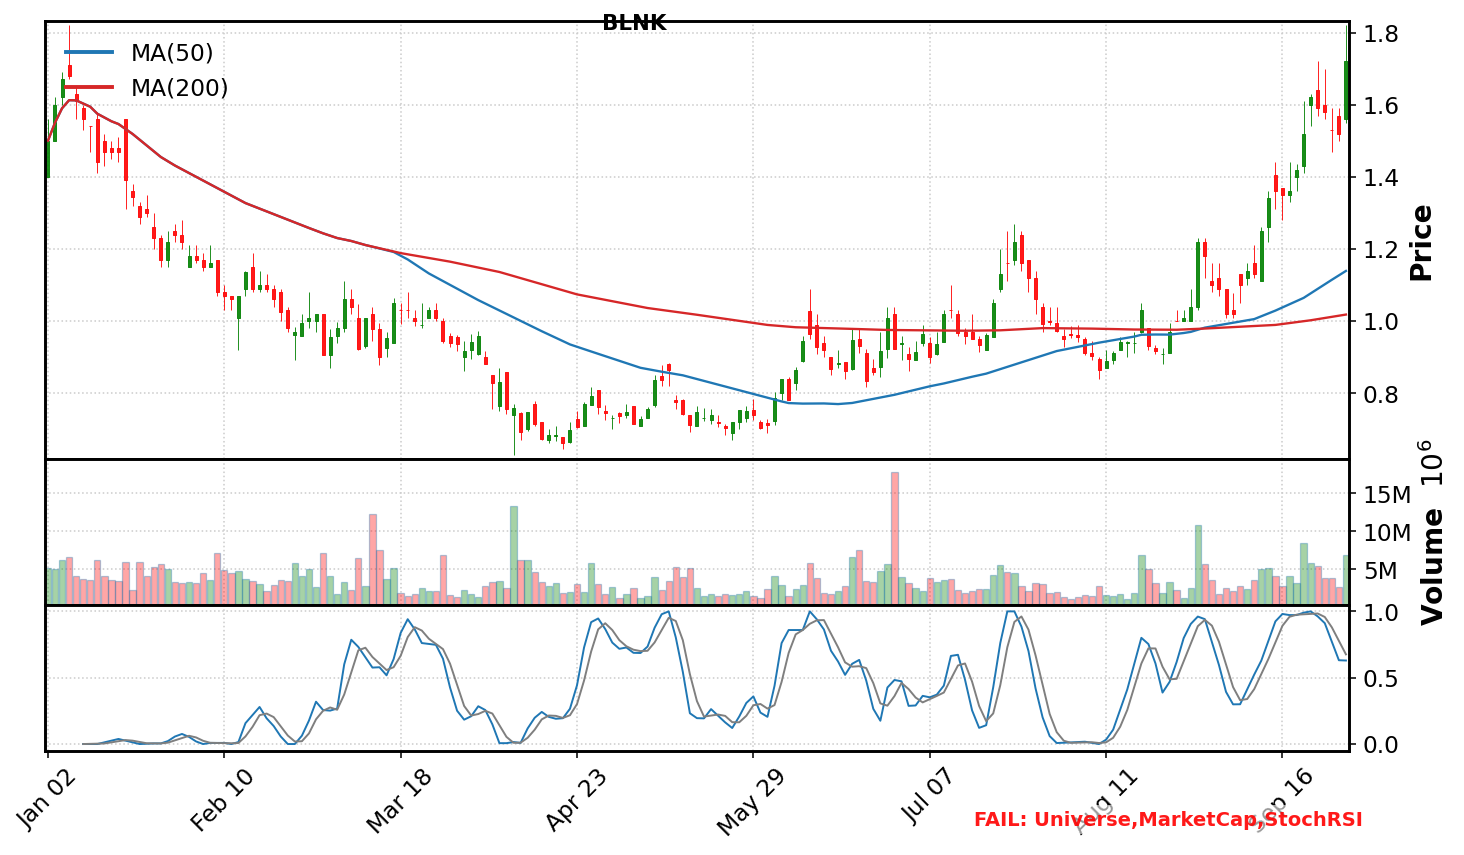 BLNK
MA(50)
MA(200)
1.8
1.6
1.4
1.2
1.0
0.8
Price
15M
10M
5M
Volume 10^6
1.0
0.5
0.0
Jan 02
Feb 10
Mar 18
Apr 23
May 29
Jul 07
Aug 11
Sep 16
FAIL: Universe,MarketCap,StochRSI